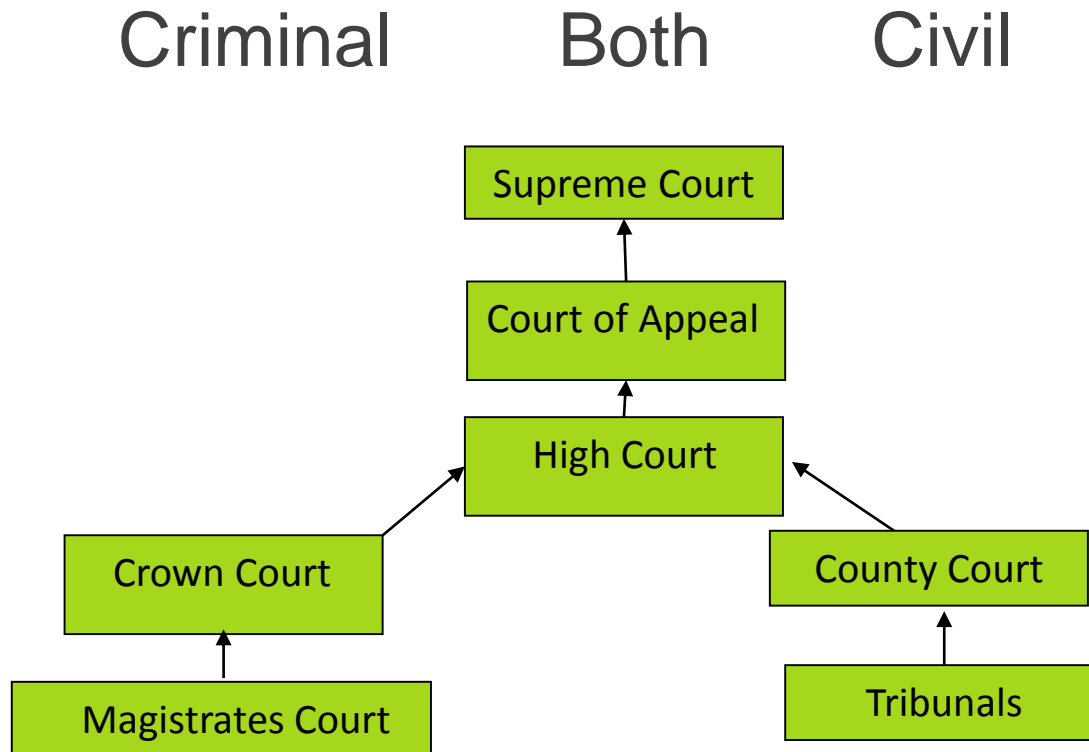 Criminal Both Civil
Supreme Court
Court of Appeal
High Court
Crown Court
County Court
Magistrates Court
Tribunals